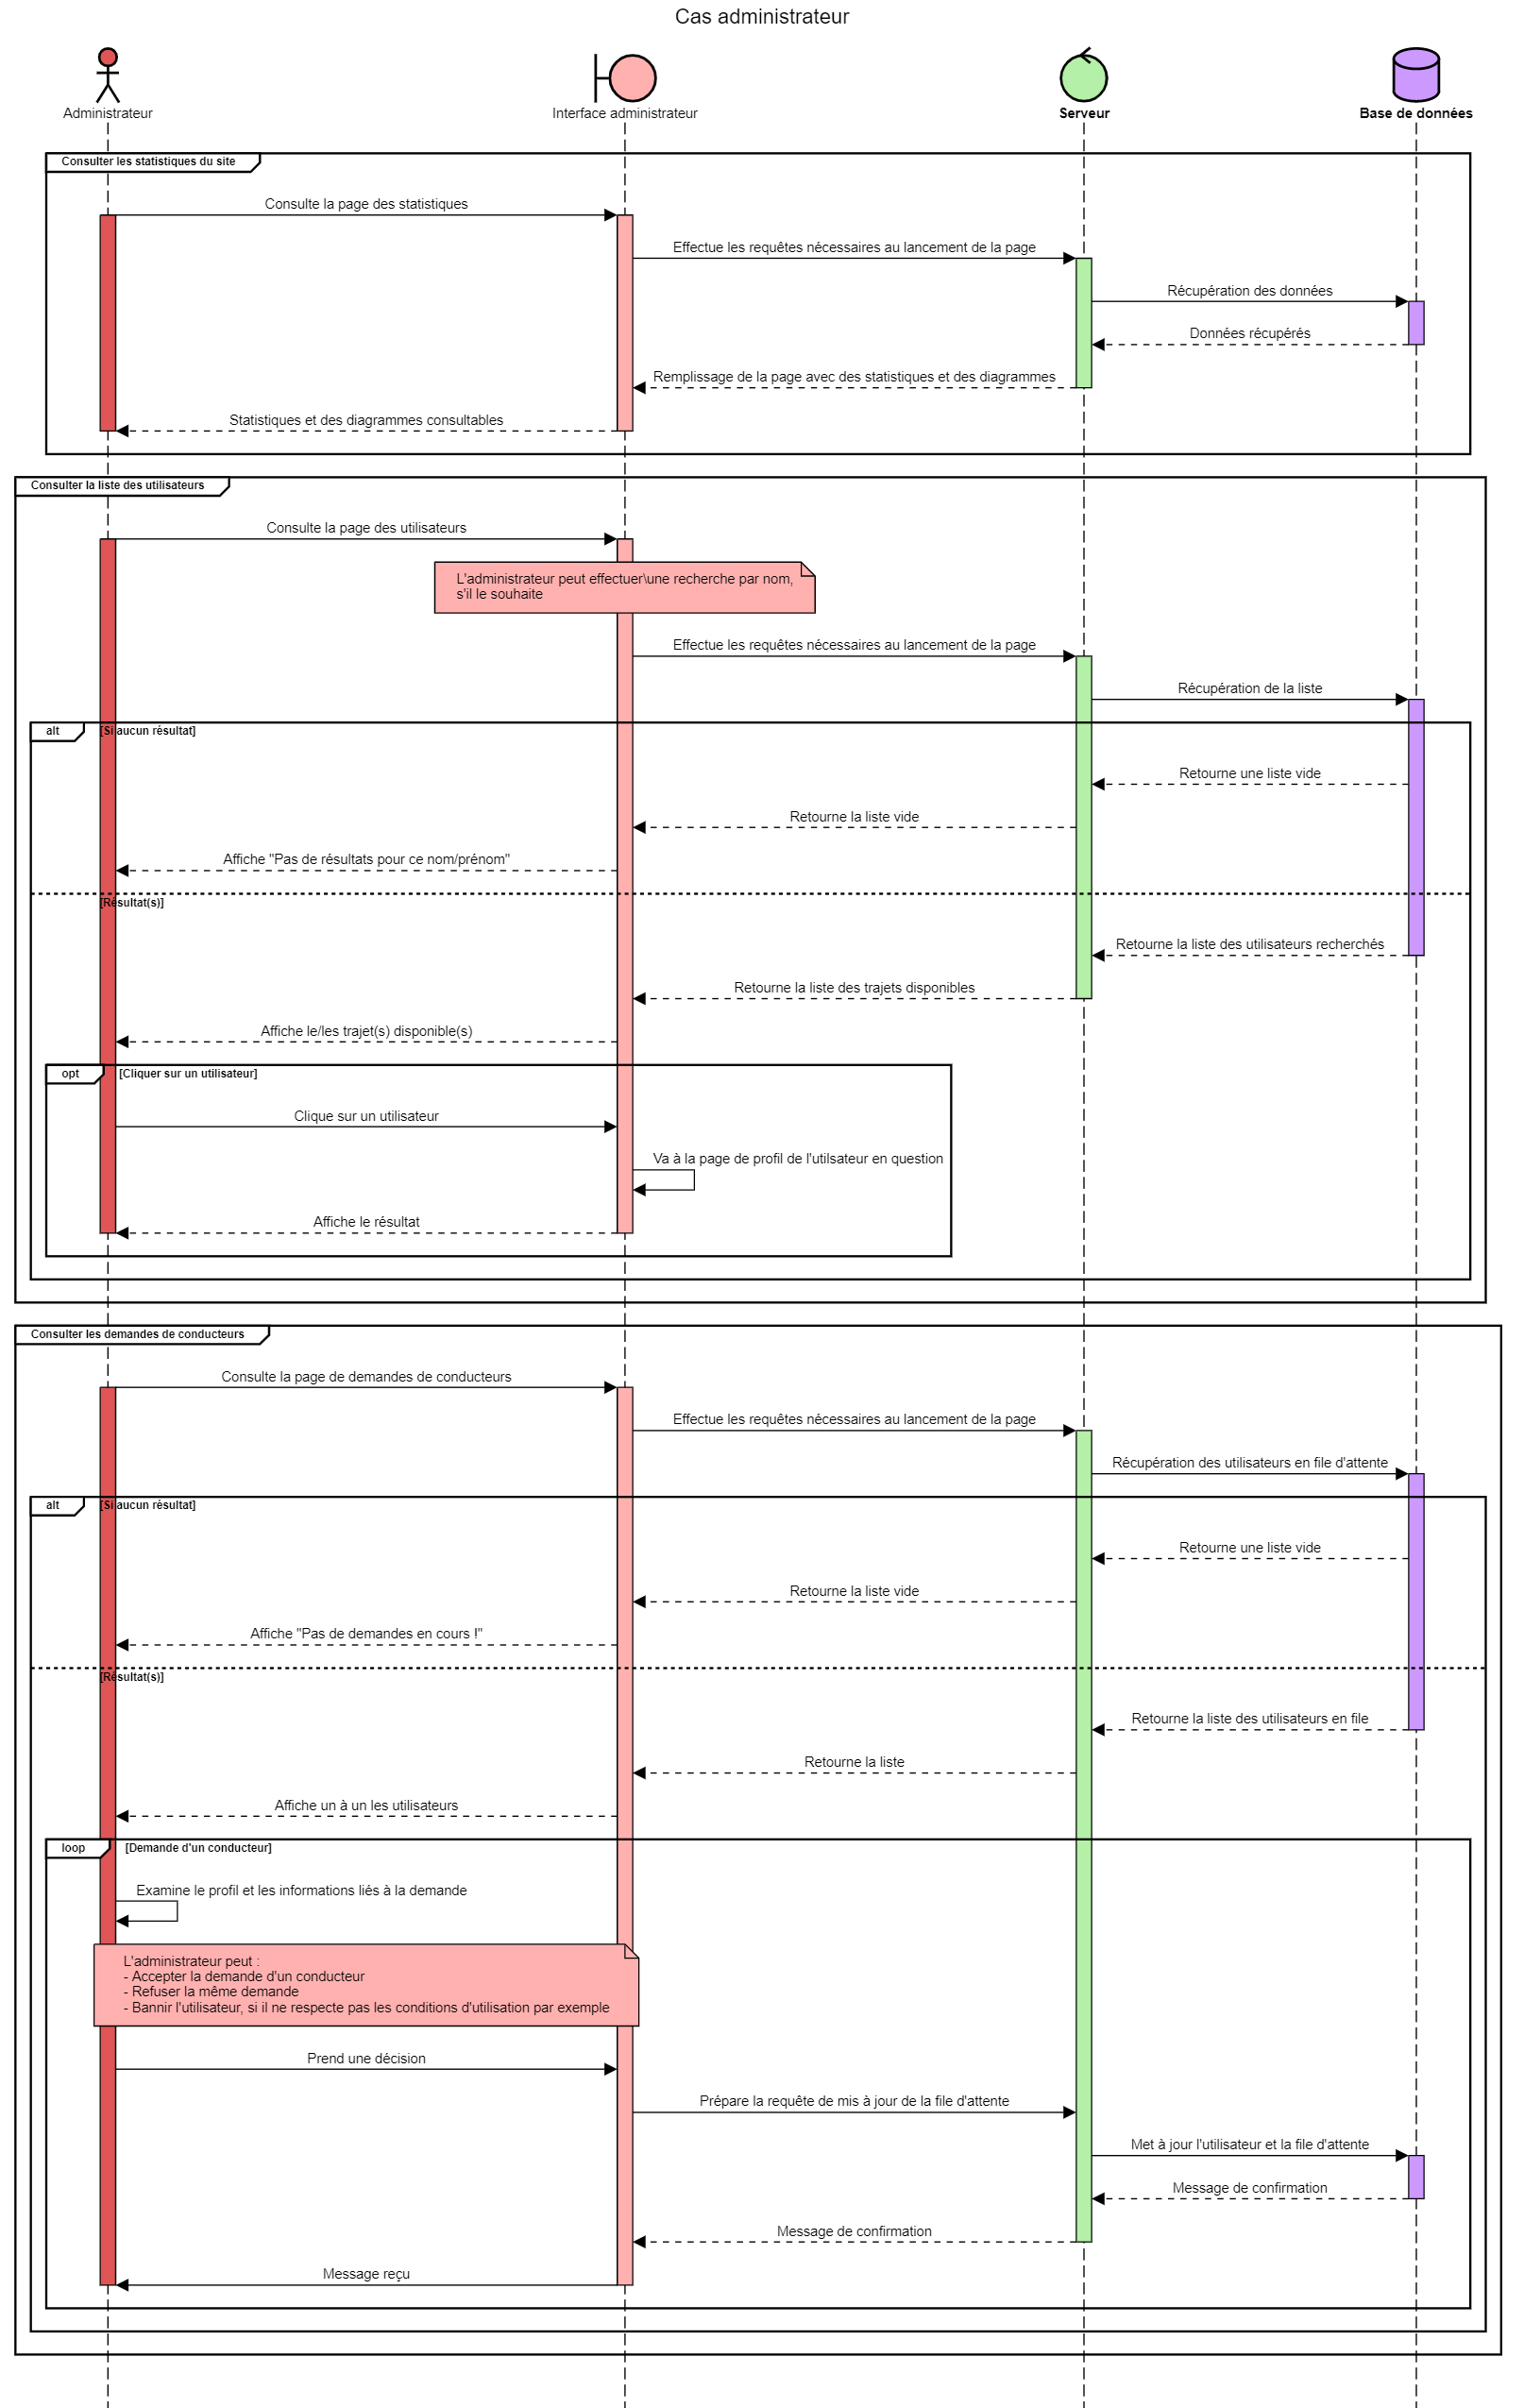 Cas administrateur
Administrateur
Interface administrateur
Serveur
Base de données
Consulter les statistiques du site
Consulte la page des statistiques
Effectue les requêtes nécessaires au lancement de la page
Récupération des données
Données récupérés
Remplissage de la page avec des statistiques et des diagrammes
Statistiques et des diagrammes consultables
Consulter la liste des utilisateurs
Consulte la page des utilisateurs
L'administrateur peut effectuer\une recherche par nom,
s'il le souhaite
Effectue les requêtes nécessaires au lancement de la page
Récupération de la liste
alt
[Si aucun résultat]
Retourne une liste vide
Retourne la liste vide
Affiche "Pas de résultats pour ce nom/prénom"
[Résultat(s)]
Retourne la liste des utilisateurs recherchés
Retourne la liste des trajets disponibles
Affiche le/les trajet(s) disponible(s)
opt
[Cliquer sur un utilisateur]
Clique sur un utilisateur
Va à la page de profil de l'utilsateur en question
Affiche le résultat
Consulter les demandes de conducteurs
Consulte la page de demandes de conducteurs
Effectue les requêtes nécessaires au lancement de la page
Récupération des utilisateurs en file d'attente
alt
[Si aucun résultat]
Retourne une liste vide
Retourne la liste vide
Affiche "Pas de demandes en cours !"
[Résultat(s)]
Retourne la liste des utilisateurs en file
Retourne la liste
Affiche un à un les utilisateurs
loop
[Demande d'un conducteur]
Examine le profil et les informations liés à la demande
L'administrateur peut :
- Accepter la demande d'un conducteur
- Refuser la même demande
- Bannir l'utilisateur, si il ne respecte pas les conditions d'utilisation par exemple
Prend une décision
Prépare la requête de mis à jour de la file d'attente
Met à jour l'utilisateur et la file d'attente
Message de confirmation
Message de confirmation
Message reçu